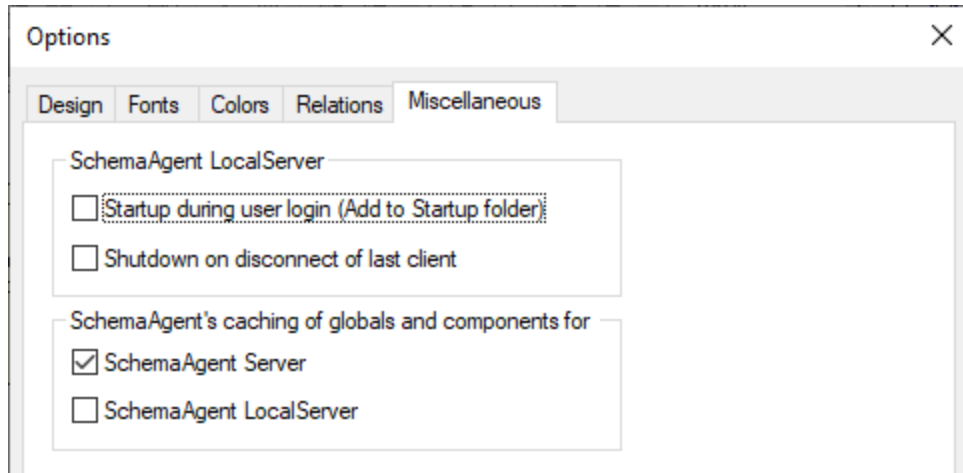 Options
Design Fonts Colors Relations Miscellaneous
SchemaAgent LocalServer
Startup during user login (Add to Startup folder)
Shutdown on disconnect of last client
SchemaAgent's caching of globals and components for
SchemaAgent Server
SchemaAgent LocalServer